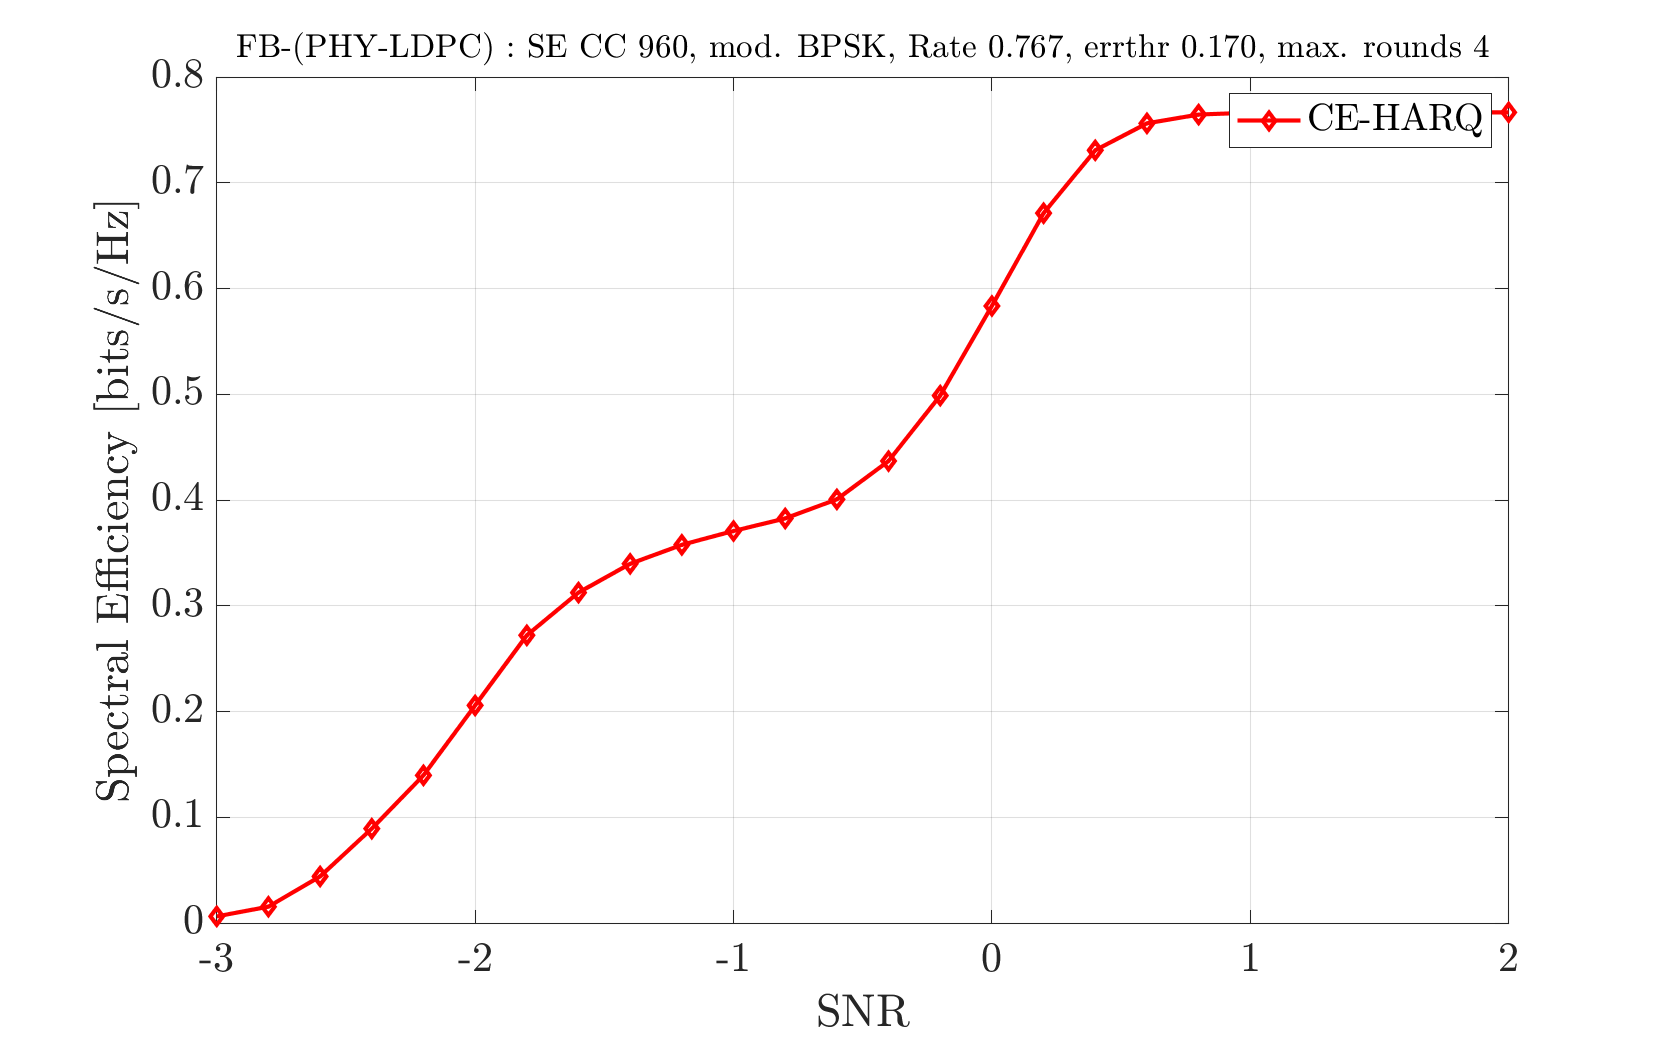 FB-(PHY-LDPC) : SE CC 960, mod. BPSK, Rate 0.767, errthr 0.170, max. rounds 4
CE-HARQ
Spectral Efficiency [bits/s/Hz]
0.8
0.7
0.6
0.5
0.4
0.3
0.2
0.1
0
-3 -2 -1 0 1 2
SNR